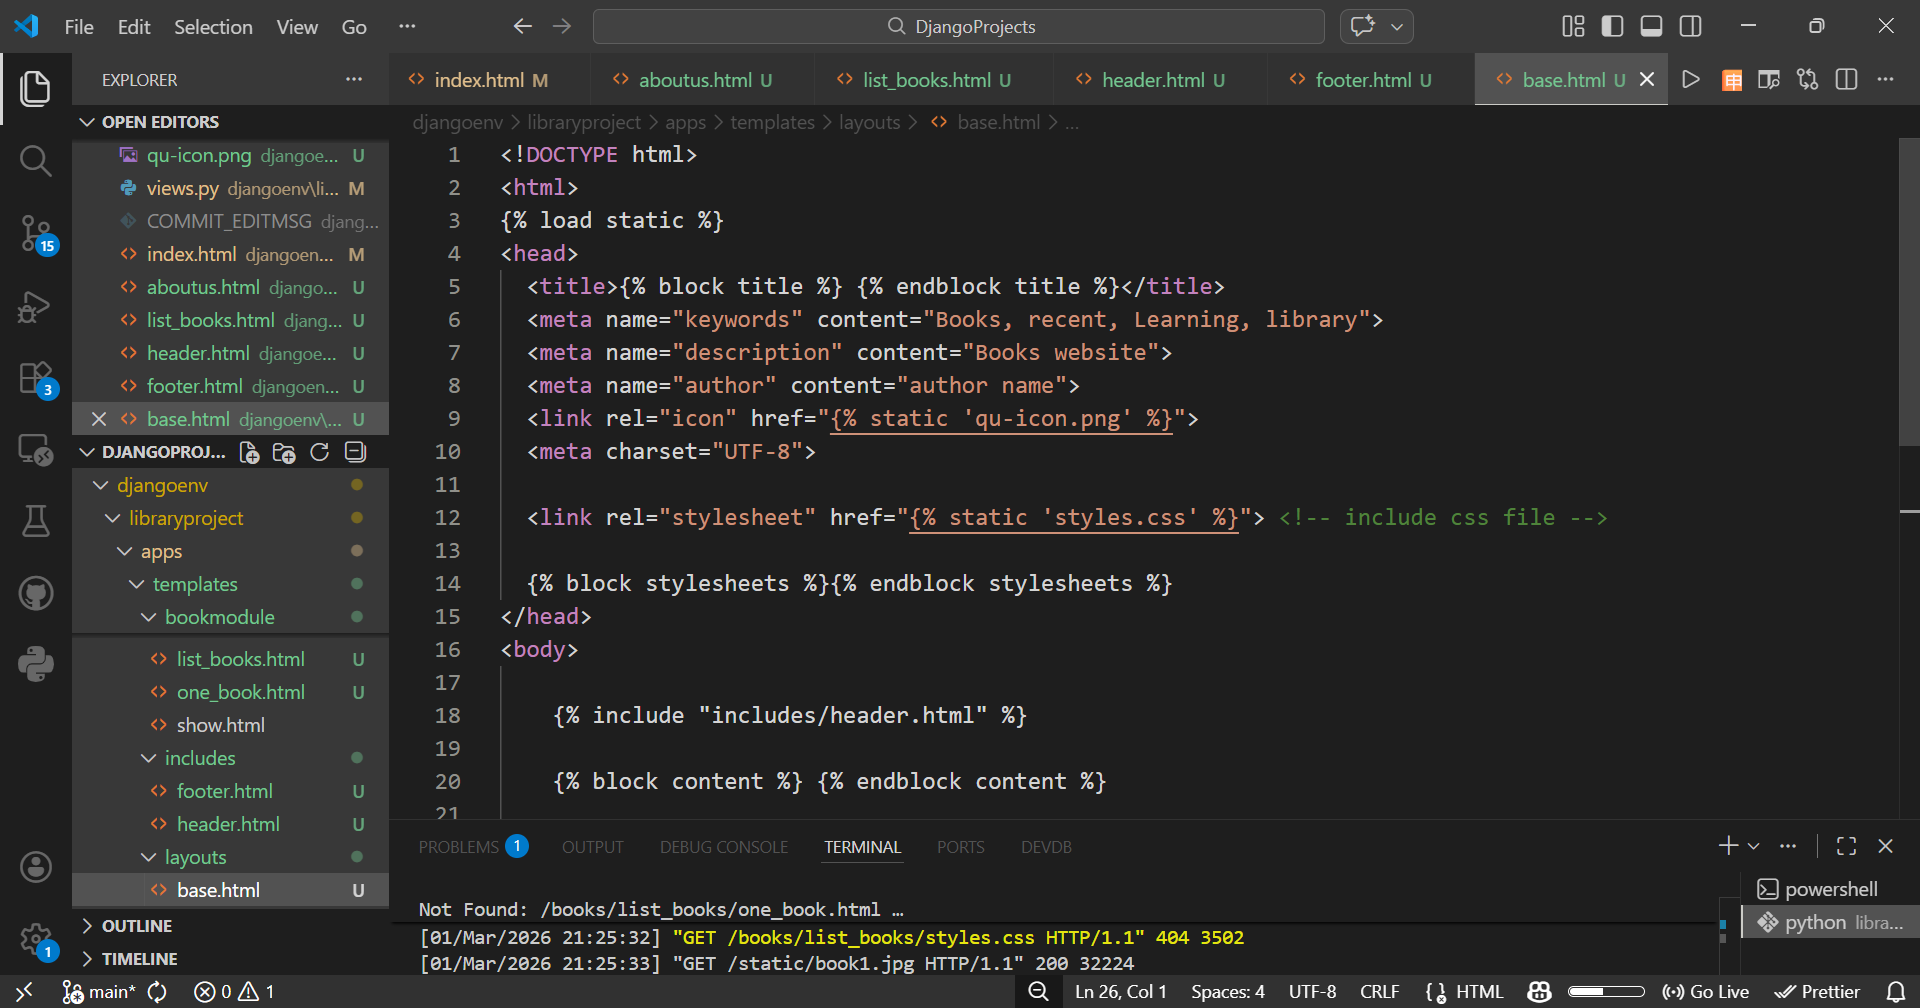 File Edit Selection View Go ··· DjangoProjects
EXPLORER ···
OPEN EDITORS
qu-icon.png djangoe... U
views.py djangoenv\li... M
COMMIT_EDITMSG djang...
index.html djangoen... M
aboutus.html django... U
list_books.html djang... U
header.html djangoe... U
footer.html djangoen... U
base.html djangoenv\... U
DJANGOPROJ...
djangoenv
libraryproject
apps
templates
bookmodule
list_books.html U
one_book.html U
show.html
includes
footer.html U
header.html U
layouts
base.html U
OUTLINE
TIMELINE
15
3
1
index.html M aboutus.html U list_books.html U header.html U footer.html U base.html U
djangoenv > libraryproject > apps > templates > layouts > base.html > ...
1 <!DOCTYPE html>
2 <html>
3 {% load static %}
4 <head>
5 <title>{% block title %} {% endblock title %}</title>
6 <meta name="keywords" content="Books, recent, Learning, library">
7 <meta name="description" content="Books website">
8 <meta name="author" content="author name">
9 <link rel="icon" href="{% static 'qu-icon.png' %}">
10 <meta charset="UTF-8">
11
12 <link rel="stylesheet" href="{% static 'styles.css' %}"> <!-- include css file -->
13
14 {% block stylesheets %}{% endblock stylesheets %}
15 </head>
16 <body>
17
18 {% include "includes/header.html" %}
19
20 {% block content %} {% endblock content %}
21
PROBLEMS 1 OUTPUT DEBUG CONSOLE TERMINAL PORTS DEVDB
Not Found: /books/list_books/one_book.html …
[01/Mar/2026 21:25:32] "GET /books/list_books/styles.css HTTP/1.1" 404 3502
[01/Mar/2026 21:25:33] "GET /static/book1.jpg HTTP/1.1" 200 32224
powershell
python libra...
main* 0 1 Ln 26, Col 1 Spaces: 4 UTF-8 CRLF HTML Go Live Prettier